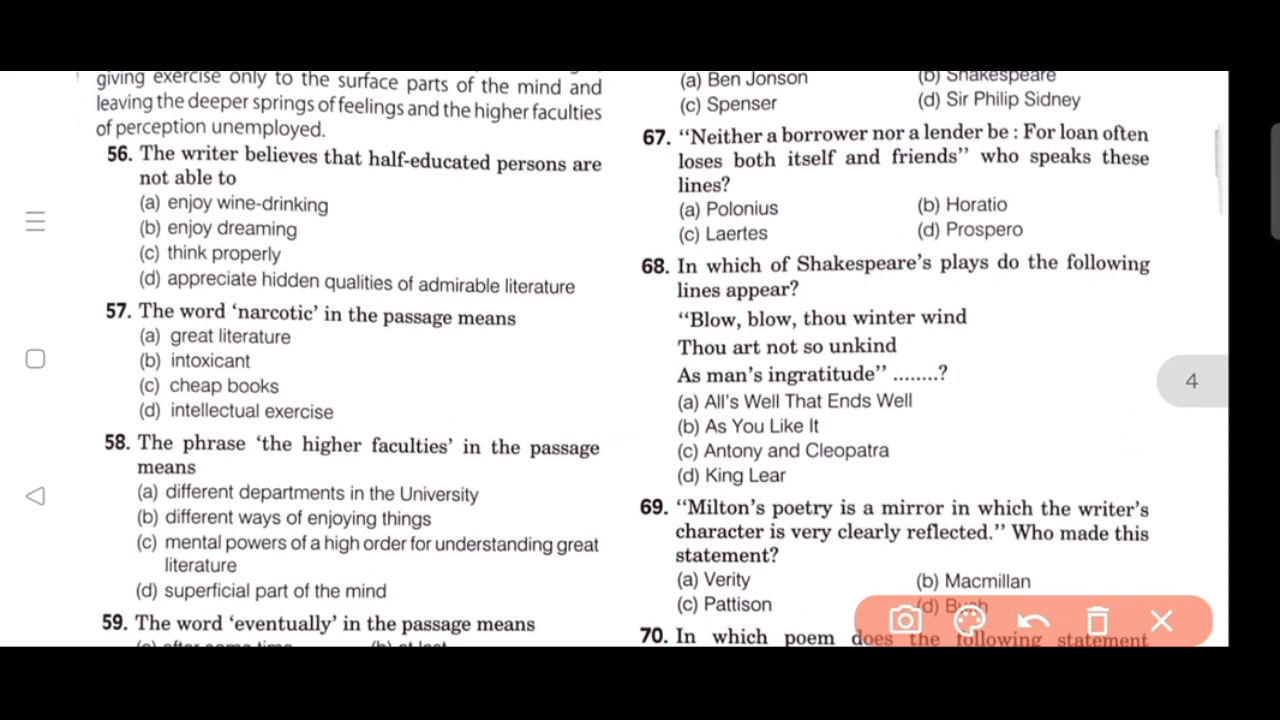 giving exercise only to the surface parts of the mind and
leaving the deeper springs of feelings and the higher faculties
of perception unemployed.
56. The writer believes that half-educated persons are
not able to
(a) enjoy wine-drinking
(b) enjoy dreaming
(c) think properly
(d) appreciate hidden qualities of admirable literature
57. The word 'narcotic' in the passage means
(a) great literature
(b) intoxicant
(c) cheap books
(d) intellectual exercise
58. The phrase 'the higher faculties' in the passage
means
(a) different departments in the University
(b) different ways of enjoying things
(c) mental powers of a high order for understanding great
literature
(d) superficial part of the mind
59. The word 'eventually' in the passage means
(a) after some time (b) at last
(a) Ben Jonson (b) Shakespeare
(c) Spenser (d) Sir Philip Sidney
67. "Neither a borrower nor a lender be : For loan often
loses both itself and friends" who speaks these
lines?
(a) Polonius (b) Horatio
(c) Laertes (d) Prospero
68. In which of Shakespeare's plays do the following
lines appear?
"Blow, blow, thou winter wind
Thou art not so unkind
As man's ingratitude" ........?
(a) All's Well That Ends Well
(b) As You Like It
(c) Antony and Cleopatra
(d) King Lear
69. "Milton's poetry is a mirror in which the writer's
character is very clearly reflected." Who made this
statement?
(a) Verity (b) Macmillan
(c) Pattison (d) Bush
70. In which poem does the following statement
4